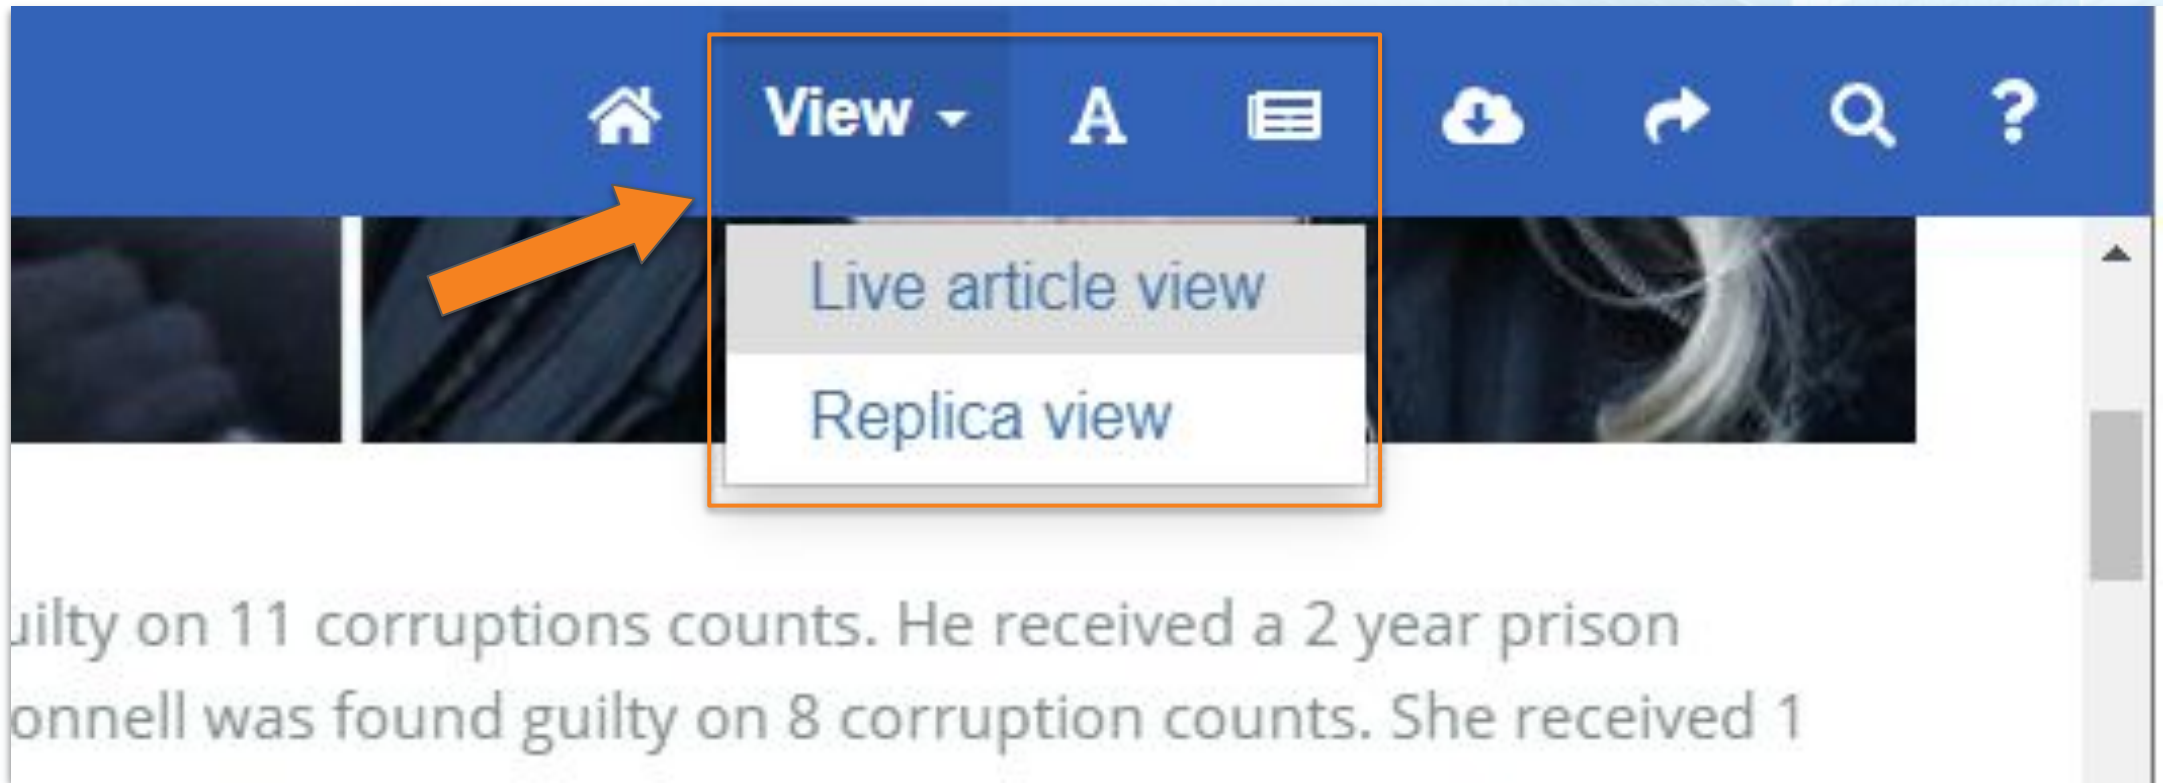 View
A
?
Live article view
Replica view
uilty on 11 corruptions counts. He received a 2 year prison
onnell was found guilty on 8 corruption counts. She received 1